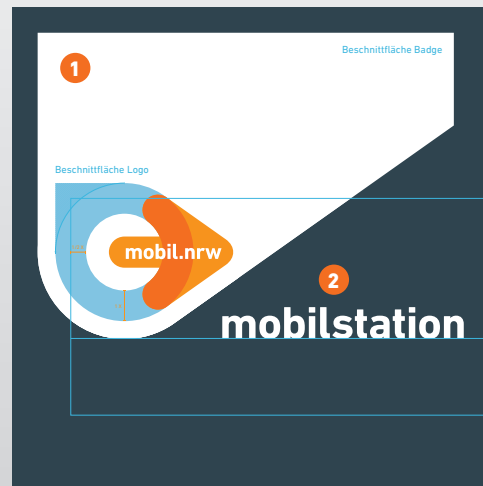 Beschnittfläche Badge
1
Beschnittfläche Logo
mobil.nrw
2
mobilstation